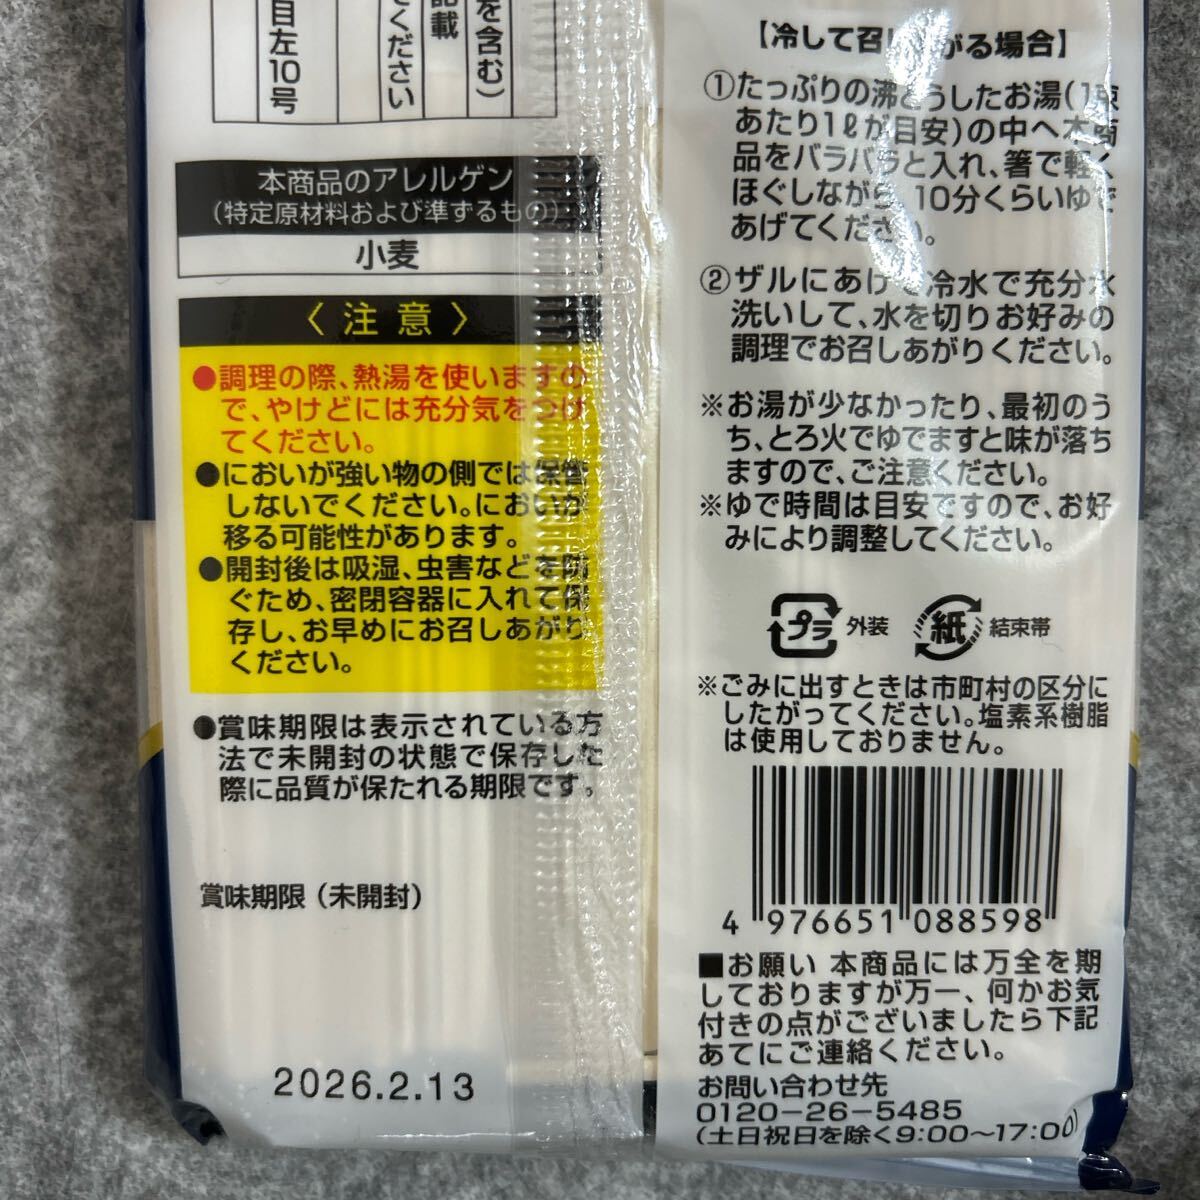 を含む)
記載
てください
目左10号
本商品のアレルゲン
(特定原材料および準ずるもの)
小麦
〈注意〉
●調理の際、熱湯を使いますの
で、やけどには充分気をつけ
てください。
●においが強い物の側では保管
しないでください。においが
移る可能性があります。
●開封後は吸湿、虫害などを防
ぐため、密閉容器に入れて保
存し、お早めにお召しあがり
ください。
●賞味期限は表示されている方
法で未開封の状態で保存した
際に品質が保たれる期限です。
賞味期限(未開封)
2026.2.13
【冷して召しあがる場合】
①たっぷりの沸とうしたお湯(1束
あたり1ℓが目安)の中へ本商
品をバラバラと入れ、箸で軽く
ほぐしながら、10分くらいゆで
あげてください。
②ザルにあげて冷水で充分水
洗いして、水を切りお好みの
調理でお召しあがりください。
※お湯が少なかったり、最初のう
ち、とろ火でゆでますと味が落ち
ますので、ご注意ください。
※ゆで時間は目安ですので、お好
みにより調整してください。
プラ 外装 紙 結束帯
※ごみに出すときは市町村の区分に
したがってください。塩素系樹脂
は使用しておりません。
4 976651 088598
■お願い 本商品には万全を期
しておりますが万一、何かお気
付きの点がございましたら下記
あてにご連絡ください。
お問い合わせ先
0120-26-5485
(土日祝日を除く9:00〜17:00)